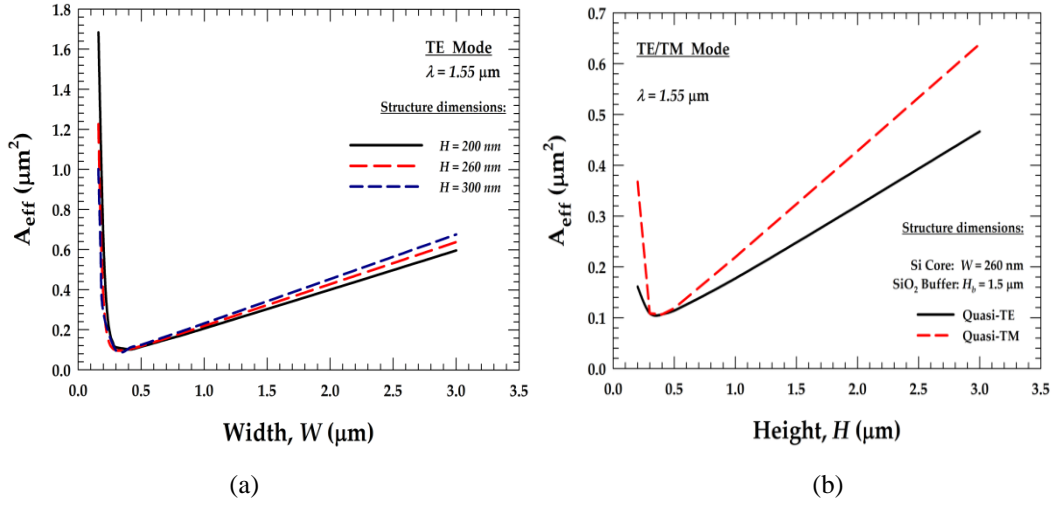 1.8
1.6
1.4
1.2
1.0
0.8
0.6
0.4
0.2
0.0
A_eff (μm²)
TE Mode
λ = 1.55 μm
Structure dimensions:
H = 200 nm
H = 260 nm
H = 300 nm
0.0 0.5 1.0 1.5 2.0 2.5 3.0 3.5
Width, W (μm)
(a)
0.7
0.6
0.5
0.4
0.3
0.2
0.1
0.0
A_eff (μm²)
TE/TM Mode
λ = 1.55 μm
Structure dimensions:
Si Core: W = 260 nm
SiO₂ Buffer: H_b = 1.5 μm
Quasi-TE
Quasi-TM
0.0 0.5 1.0 1.5 2.0 2.5 3.0 3.5
Height, H (μm)
(b)